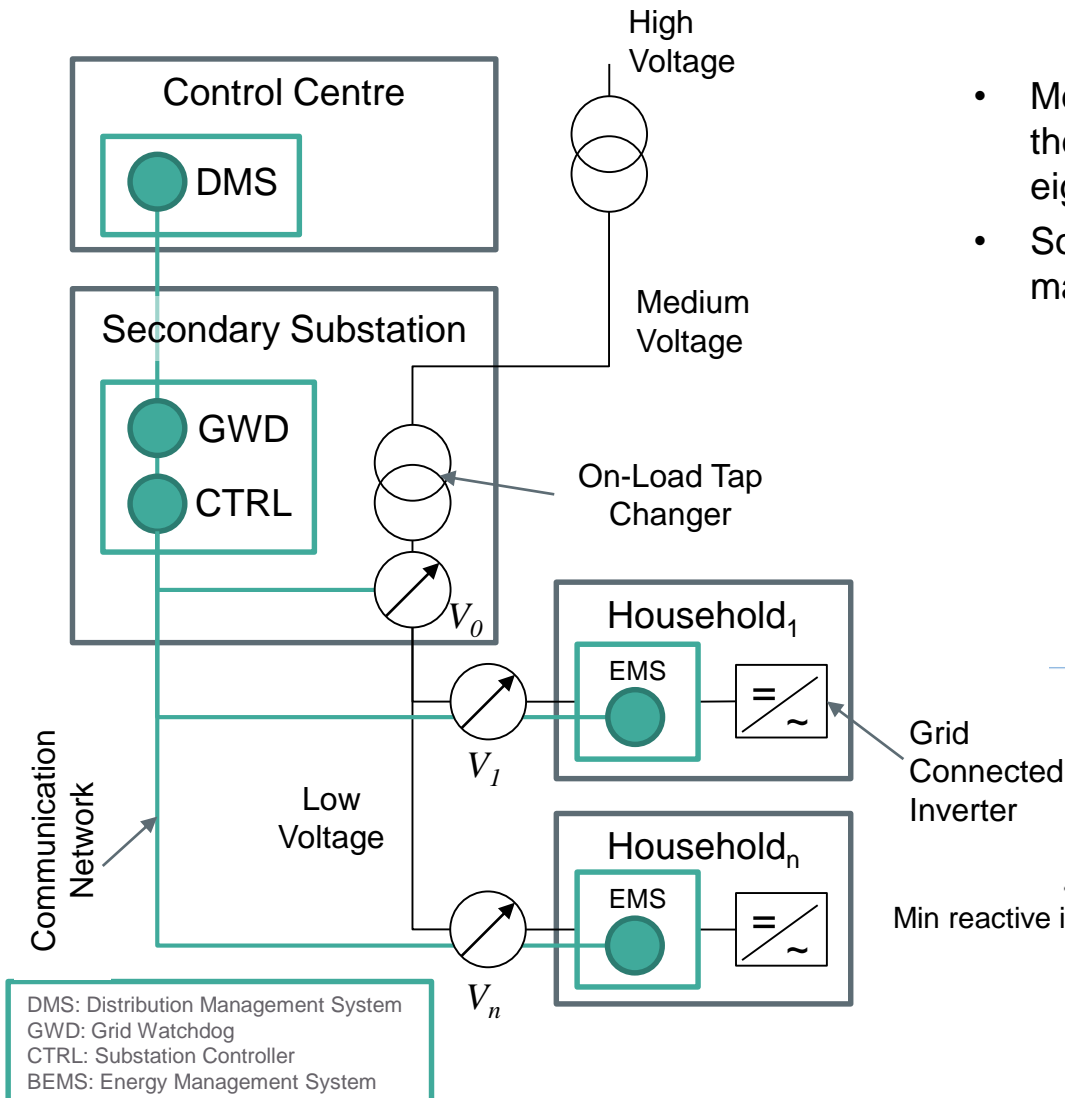 High
Voltage
Control Centre
DMS
Secondary Substation
GWD
CTRL
Medium
Voltage
On-Load Tap
Changer
V0
Household1
EMS
=
~
V1
Grid
Connected
Inverter
Communication
Network
Low
Voltage
Householdn
EMS
=
~
Vn
Min reactive i
DMS: Distribution Management System
GWD: Grid Watchdog
CTRL: Substation Controller
BEMS: Energy Management System
•
the
•